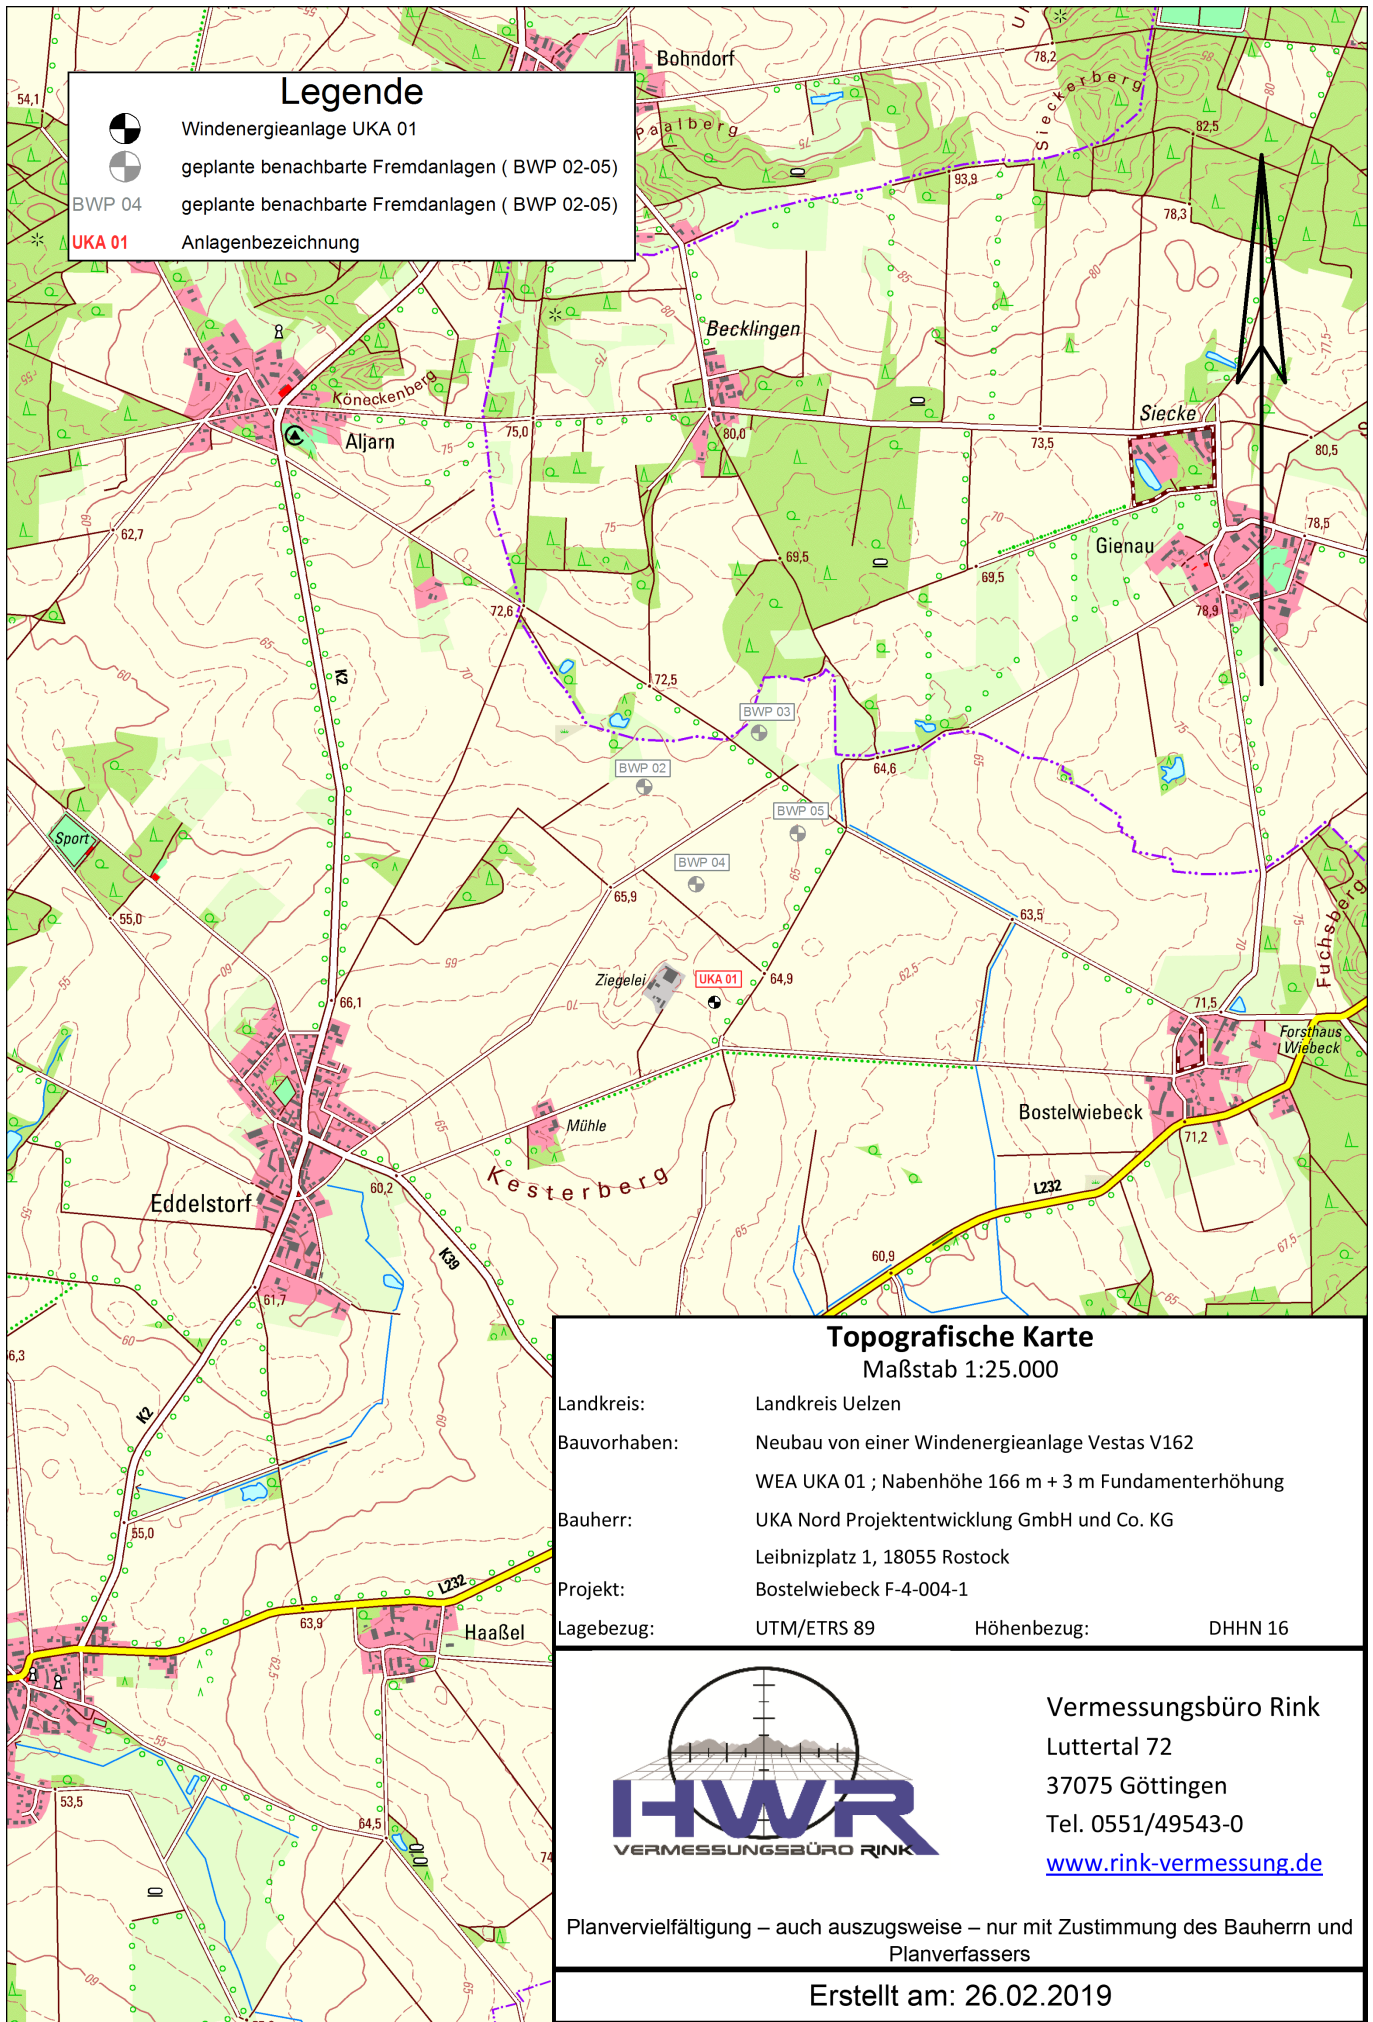 Legende
Windenergieanlage UKA 01
geplante benachbarte Fremdanlagen ( BWP 02-05)
BWP 04 geplante benachbarte Fremdanlagen ( BWP 02-05)
UKA 01 Anlagenbezeichnung
Bohndorf
78,2
54,1
Paalberg
Sieckerberg
82,5
93,9
78,3
Becklingen
Köneckenberg
Aljarn
75,0
80,0
73,5
Siecke
80,5
62,7
69,5
Gienau
69,5
78,5
72,6
78,9
K2
72,5
BWP 03
64,6
BWP 02
BWP 05
Sport
BWP 04
65,9
55,0
63,5
Fuchsberg
Ziegelei
UKA 01
64,9
66,1
71,5
Forsthaus
Wiebeck
Mühle
Bostelwiebeck
71,2
Kesterberg
60,2
L232
Eddelstorf
K39
60,9
61,7
K2
55,0
L232
63,9
Haaßel
53,5
64,5
Topografische Karte
Maßstab 1:25.000
Landkreis: Landkreis Uelzen
Bauvorhaben: Neubau von einer Windenergieanlage Vestas V162
WEA UKA 01 ; Nabenhöhe 166 m + 3 m Fundamenterhöhung
Bauherr: UKA Nord Projektentwicklung GmbH und Co. KG
Leibnizplatz 1, 18055 Rostock
Projekt: Bostelwiebeck F-4-004-1
Lagebezug: UTM/ETRS 89 Höhenbezug: DHHN 16
HWR
VERMESSUNGSBÜRO RINK
Vermessungsbüro Rink
Luttertal 72
37075 Göttingen
Tel. 0551/49543-0
www.rink-vermessung.de
Planvervielfältigung – auch auszugsweise – nur mit Zustimmung des Bauherrn und
Planverfassers
Erstellt am: 26.02.2019